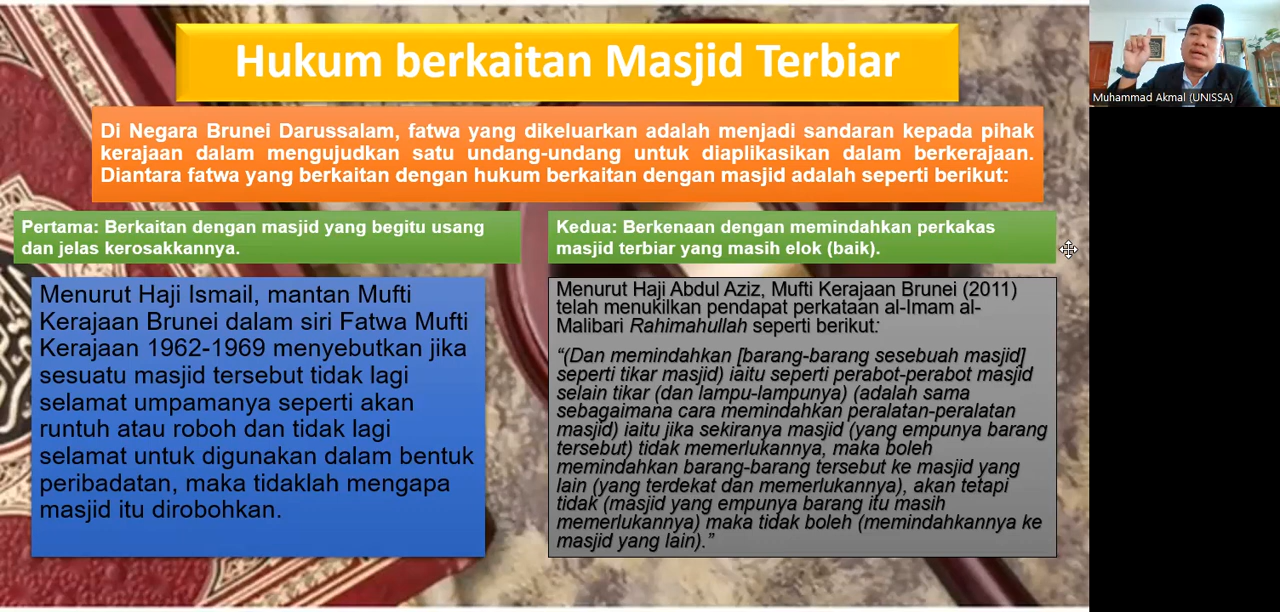 Hukum berkaitan Masjid Terbiar
Di Negara Brunei Darussalam, fatwa yang dikeluarkan adalah menjadi sandaran kepada pihak
kerajaan dalam mengujudkan satu undang-undang untuk diaplikasikan dalam berkerajaan.
Diantara fatwa yang berkaitan dengan hukum berkaitan dengan masjid adalah seperti berikut:
Pertama: Berkaitan dengan masjid yang begitu usang
dan jelas kerosakkannya.
Menurut Haji Ismail, mantan Mufti
Kerajaan Brunei dalam siri Fatwa Mufti
Kerajaan 1962-1969 menyebutkan jika
sesuatu masjid tersebut tidak lagi
selamat umpamanya seperti akan
runtuh atau roboh dan tidak lagi
selamat untuk digunakan dalam bentuk
peribadatan, maka tidaklah mengapa
masjid itu dirobohkan.
Kedua: Berkenaan dengan memindahkan perkakas
masjid terbiar yang masih elok (baik).
Menurut Haji Abdul Aziz, Mufti Kerajaan Brunei (2011)
telah menukilkan pendapat perkataan al-Imam al-
Malibari Rahimahullah seperti berikut:
“(Dan memindahkan [barang-barang sesebuah masjid]
seperti tikar masjid) iaitu seperti perabot-perabot masjid
selain tikar (dan lampu-lampunya) (adalah sama
sebagaimana cara memindahkan peralatan-peralatan
masjid) iaitu jika sekiranya masjid (yang empunya barang
tersebut) tidak memerlukannya, maka boleh
memindahkan barang-barang tersebut ke masjid yang
lain (yang terdekat dan memerlukannya), akan tetapi
tidak (masjid yang empunya barang itu masih
memerlukannya) maka tidak boleh (memindahkannya ke
masjid yang lain).”
Muhammad Akmal (UNISSA)